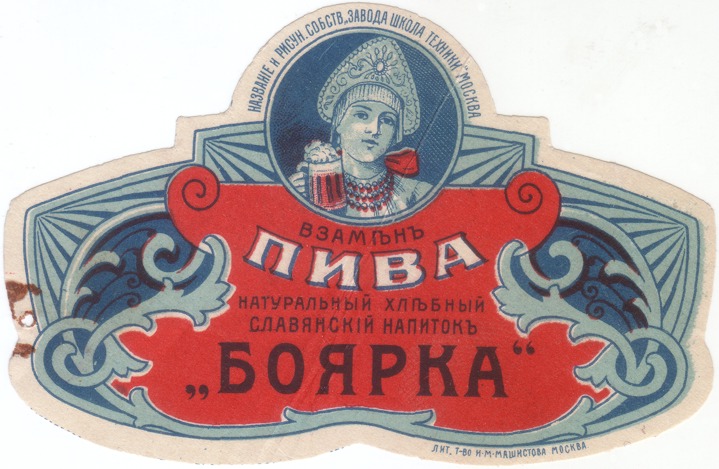 НАЗВАНІЕ И РИСУН. СОБСТВ. „ЗАВОДА ШКОЛА ТЕХНИКИ" МОСКВА
ВЗАМѢНЪ
ПИВА
НАТУРАЛЬНЫЙ ХЛѢБНЫЙ
СЛАВЯНСКІЙ НАПИТОКЪ
„БОЯРКА“
ЛИТ. Т-ВО И·М·МАШИСТОВА МОСКВА